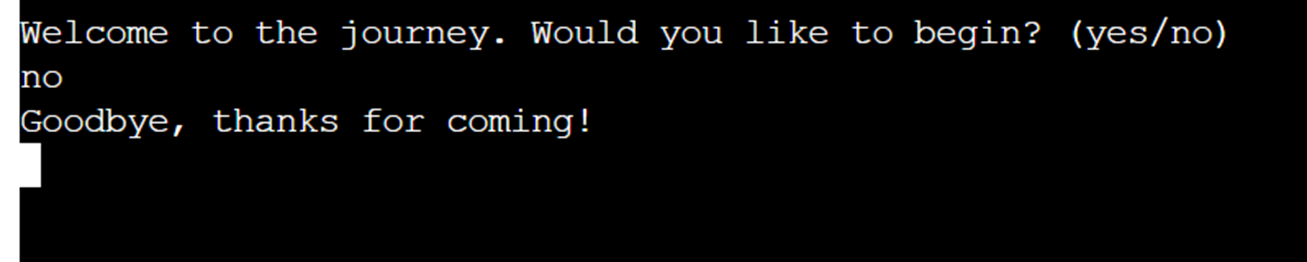 Welcome to the journey. Would you like to begin? (yes/no)
no
Goodbye, thanks for coming!